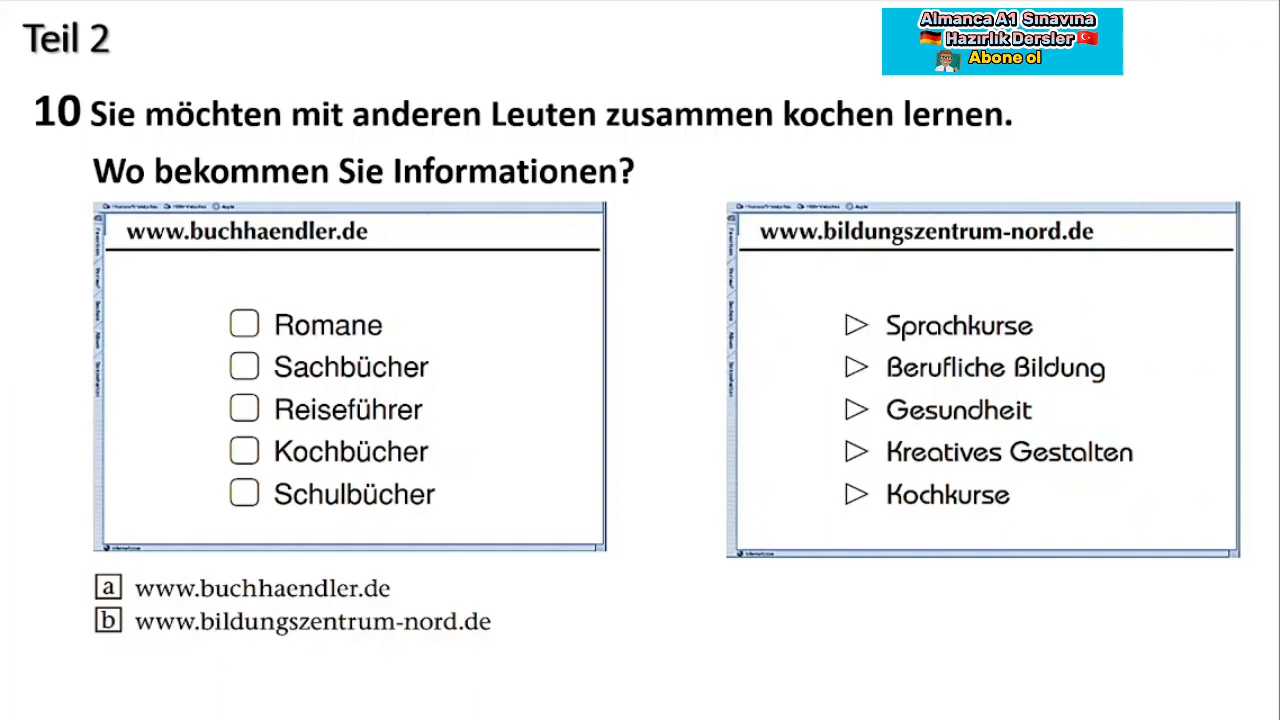 Teil 2
Almanca A1 Sınavına
Hazırlık Dersler
Abone ol
10 Sie möchten mit anderen Leuten zusammen kochen lernen.
Wo bekommen Sie Informationen?
www.buchhaendler.de
Romane
Sachbücher
Reiseführer
Kochbücher
Schulbücher
www.bildungszentrum-nord.de
Sprachkurse
Berufliche Bildung
Gesundheit
Kreatives Gestalten
Kochkurse
a www.buchhaendler.de
b www.bildungszentrum-nord.de